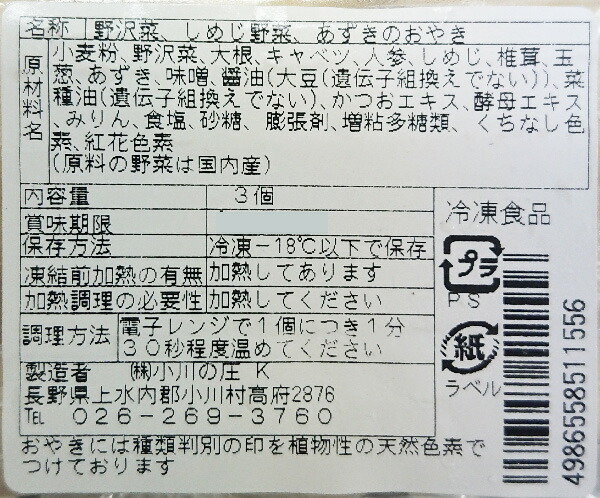 名称 野沢菜、しめじ野菜、あずきのおやき
原材料名
小麦粉、野沢菜、大根、キャベツ、人参、しめじ、椎茸、玉
葱、あずき、味噌、醤油(大豆(遺伝子組換えでない))、菜
種油(遺伝子組換えでない)、かつおエキス、酵母エキス
、みりん、食塩、砂糖、膨張剤、増粘多糖類、くちなし色
素、紅花色素
(原料の野菜は国内産)
内容量 3個
賞味期限
保存方法 冷凍-18℃以下で保存
凍結前加熱の有無 加熱してあります
加熱調理の必要性 加熱してください
調理方法 電子レンジで1個につき1分
30秒程度温めてください
製造者 ㈱小川の庄 K
長野県上水内郡小川村高府2876
℡ 026-269-3760
おやきには種類判別の印を植物性の天然色素で
つけております
冷凍食品
プラ
PS
紙
ラベル
4986558511556